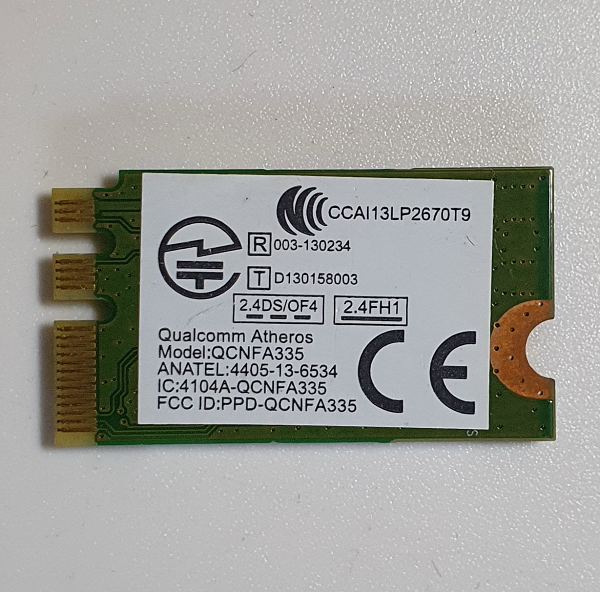 CCAI13LP2670T9
R 003-130234
T D130158003
2.4DS/OF4 2.4FH1
Qualcomm Atheros
Model:QCNFA335
ANATEL:4405-13-6534
IC:4104A-QCNFA335
FCC ID:PPD-QCNFA335
CE
S